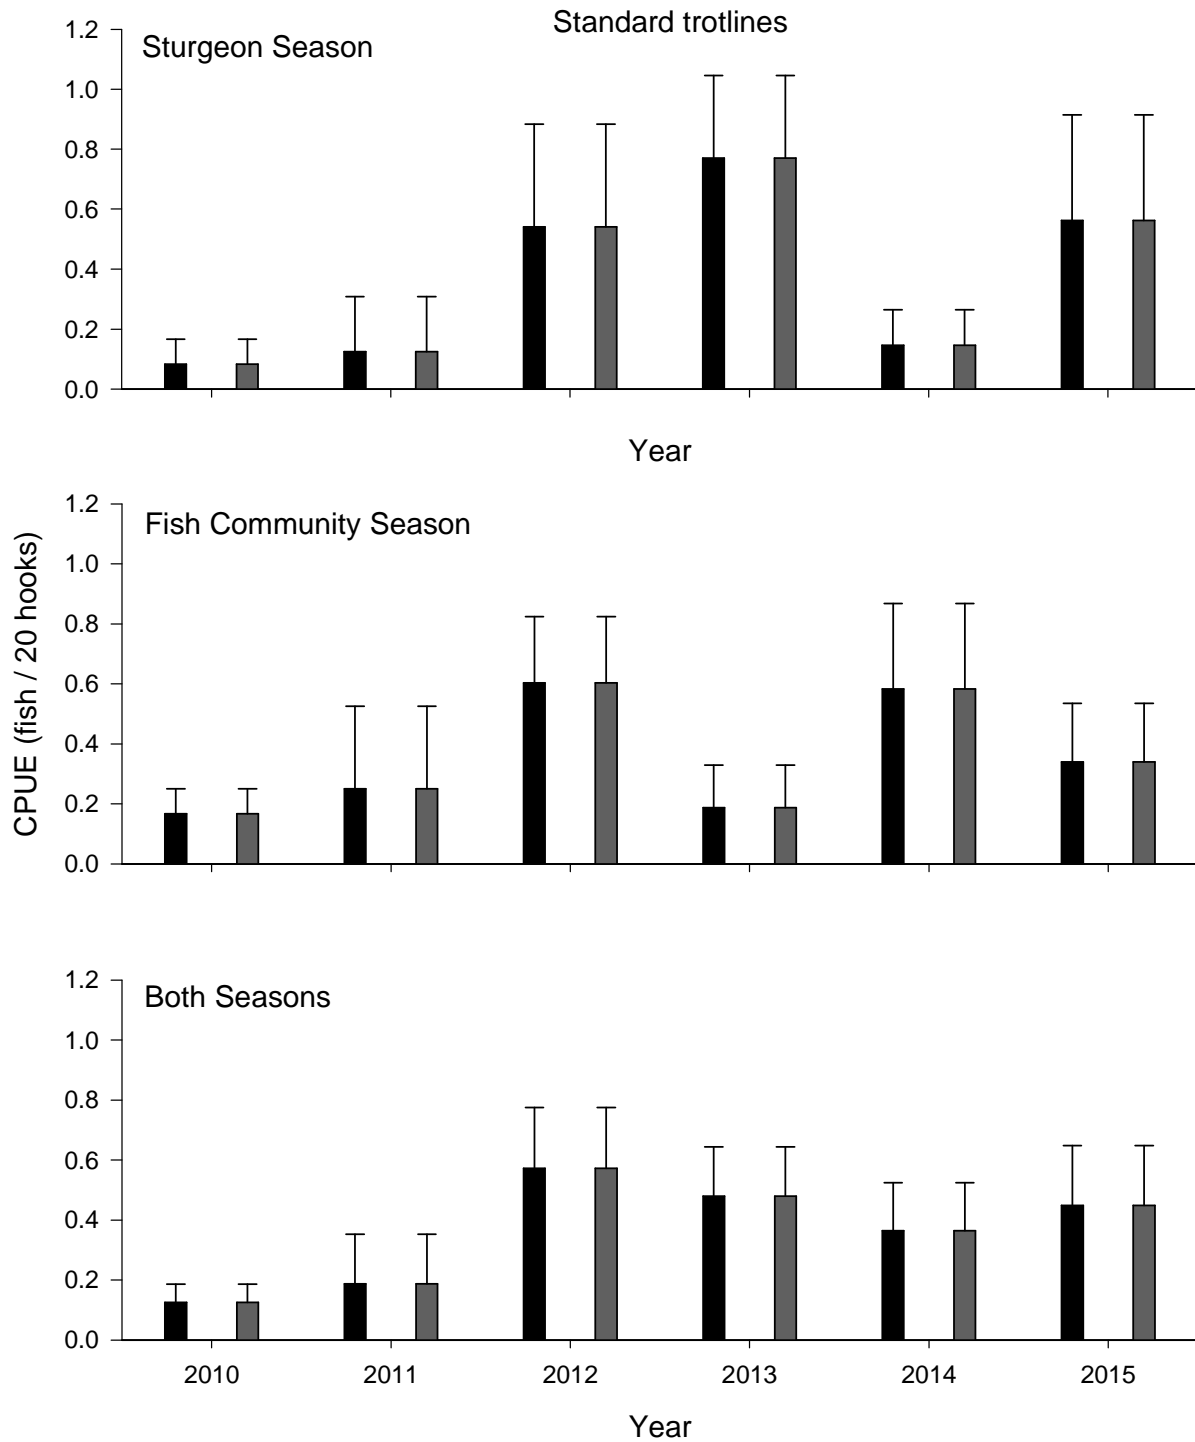 Standard trotlines
Sturgeon Season
1.2
1.0
0.8
0.6
0.4
0.2
0.0
Year
CPUE (fish / 20 hooks)
Fish Community Season
1.2
1.0
0.8
0.6
0.4
0.2
0.0
Both Seasons
1.2
1.0
0.8
0.6
0.4
0.2
0.0
2010 2011 2012 2013 2014 2015
Year